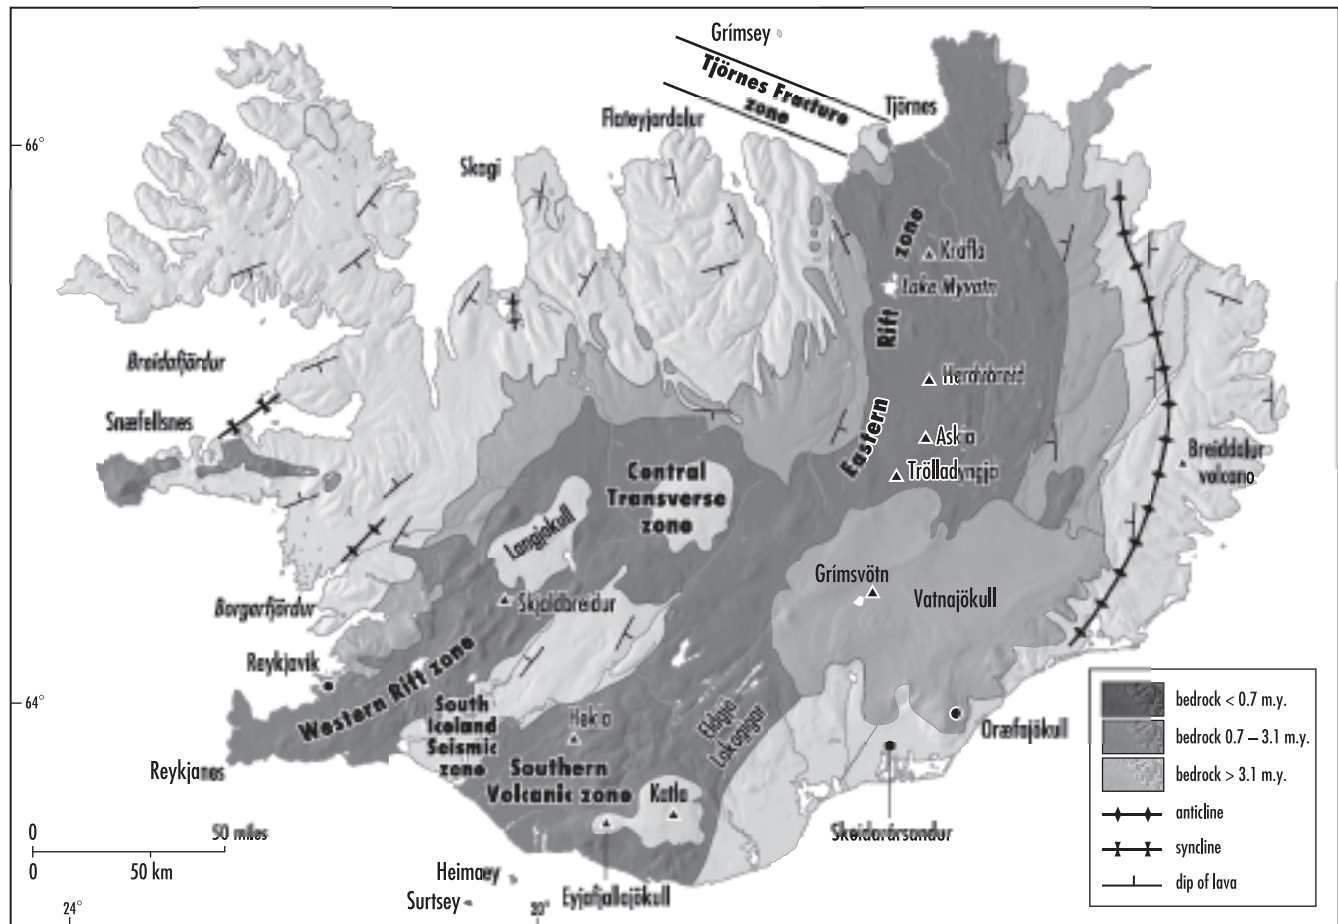 Grímsey
Tjörnes Fracture
zone
Tjörnes
Flateyjardalur
66°
Skagi
zone
Krafla
Lake Myvatn
Rift
Breidafjördur
Herdubreid
Snæfellsnes
Eastern
Askja
Breiddalur
volcano
Central
Transverse
zone
Trölladyngja
Langjökull
Grímsvötn
Vatnajökull
Skjaldbreidur
Borgarfjördur
Reykjavik
Western Rift zone
64°
South
Iceland
Seismic
zone
Hekla
Eldgja
Lakagigar
Oræfajökull
Reykjanes
Southern
Volcanic zone
Katla
Skeidarársandur
0 50 miles
0 50 km
Heimaey
Surtsey
Eyjafjallajökull
24° 20°
bedrock < 0.7 m.y.
bedrock 0.7 – 3.1 m.y.
bedrock > 3.1 m.y.
anticline
syncline
dip of lava